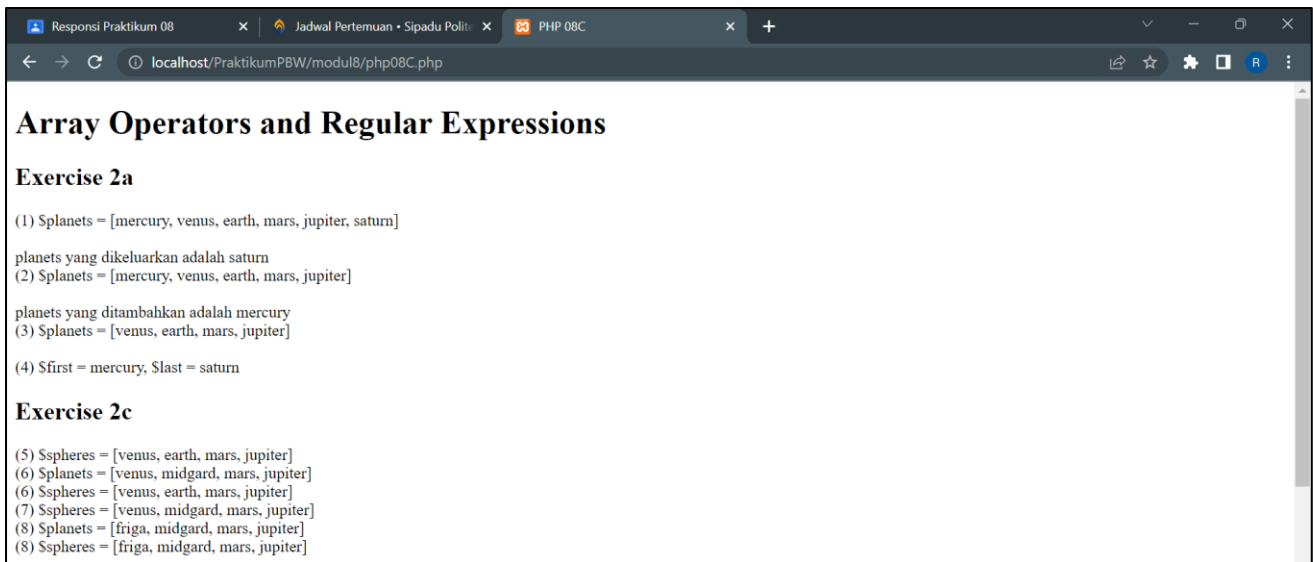 Responsi Praktikum 08
Jadwal Pertemuan • Sipadu Polite
PHP 08C
localhost/PraktikumPBW/modul8/php08C.php
R
Array Operators and Regular Expressions
Exercise 2a
(1) $planets = [mercury, venus, earth, mars, jupiter, saturn]
planets yang dikeluarkan adalah saturn
(2) $planets = [mercury, venus, earth, mars, jupiter]
planets yang ditambahkan adalah mercury
(3) $planets = [venus, earth, mars, jupiter]
(4) $first = mercury, $last = saturn
Exercise 2c
(5) $spheres = [venus, earth, mars, jupiter]
(6) $planets = [venus, midgard, mars, jupiter]
(6) $spheres = [venus, earth, mars, jupiter]
(7) $spheres = [venus, midgard, mars, jupiter]
(8) $planets = [friga, midgard, mars, jupiter]
(8) $spheres = [friga, midgard, mars, jupiter]